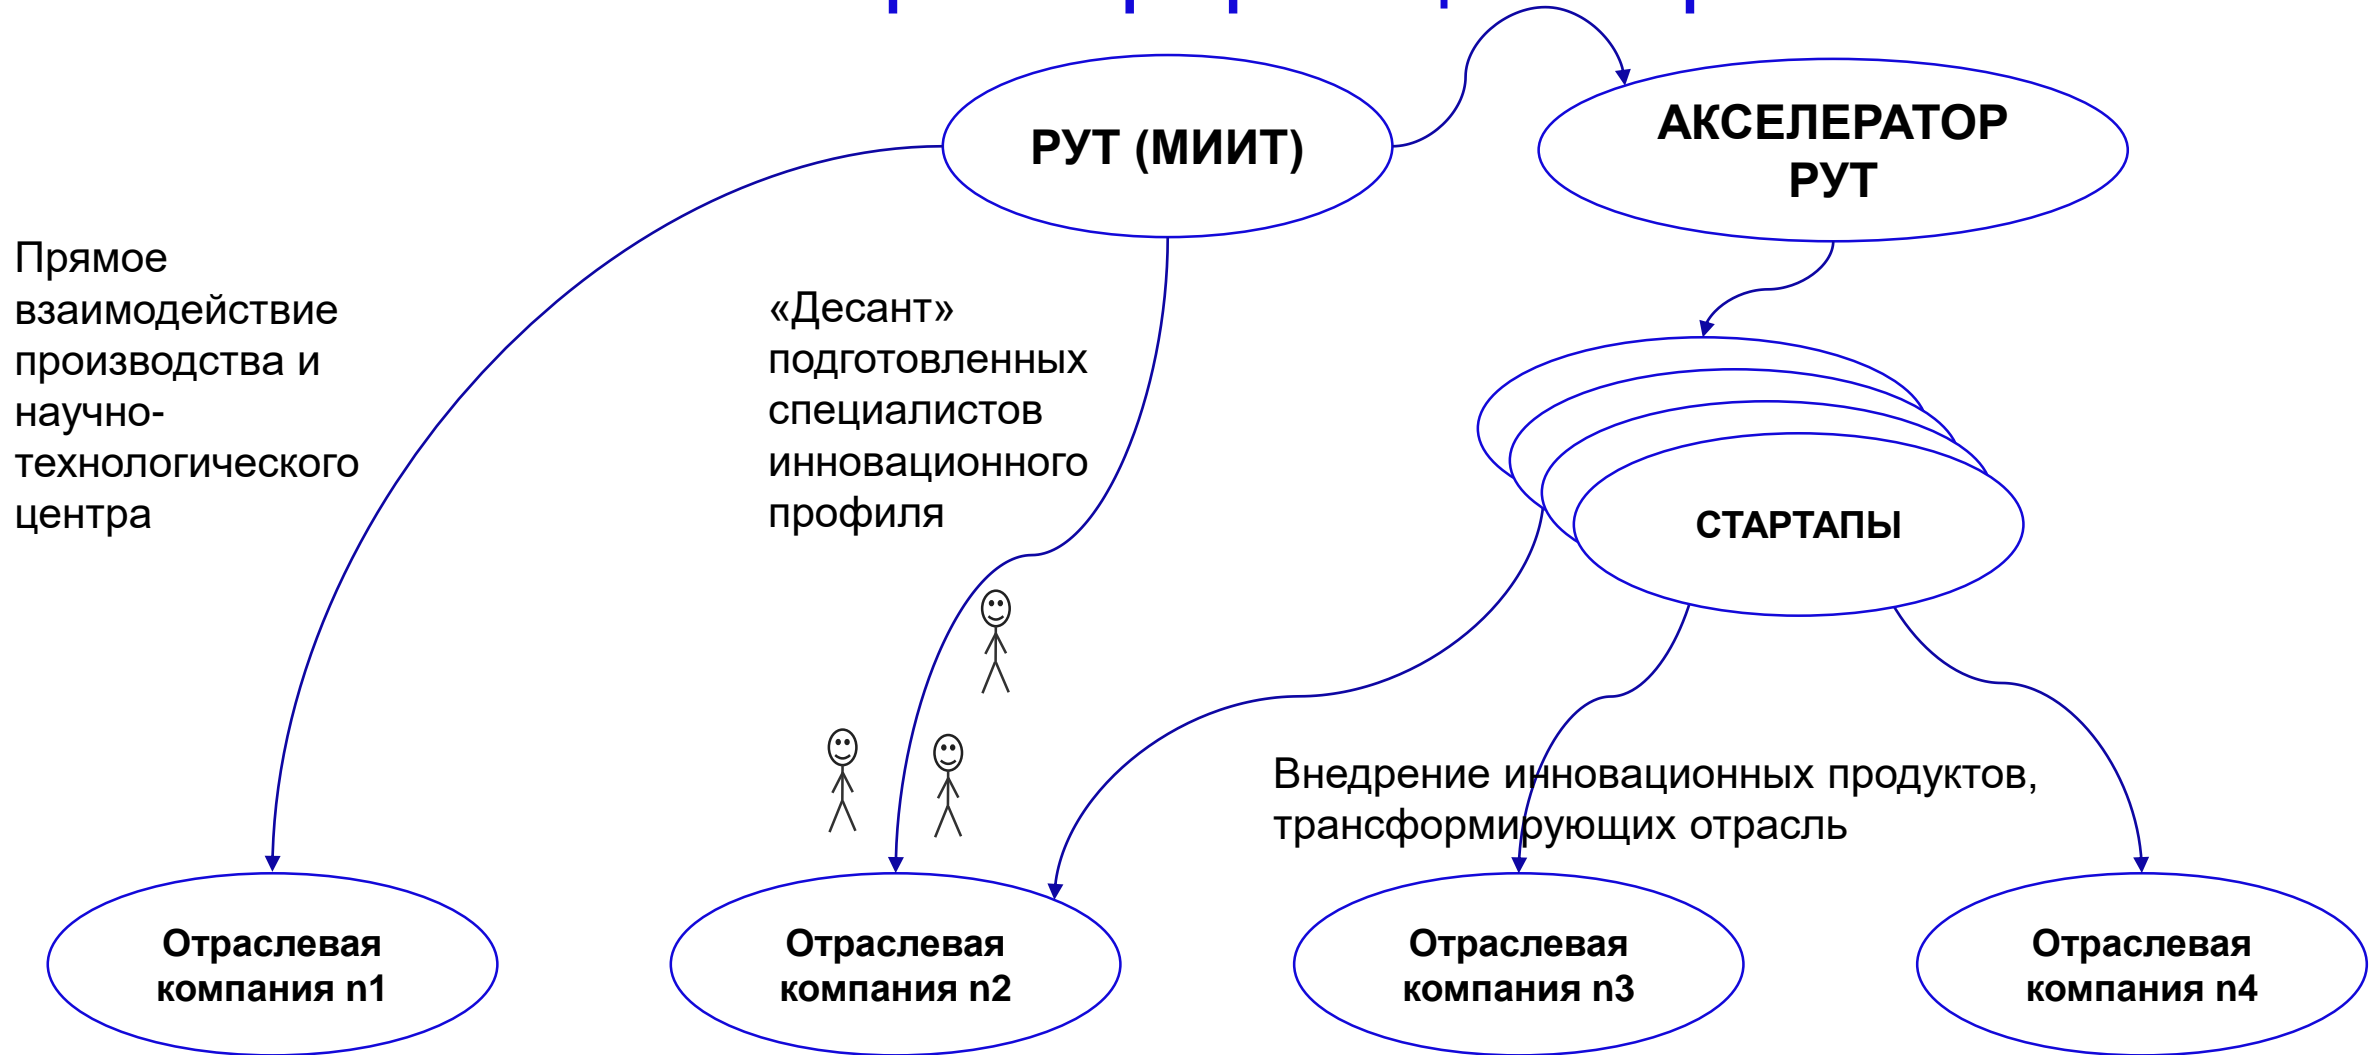 РУТ (МИИТ)
АКСЕЛЕРАТОР
РУТ
Прямое
взаимодействие
производства и
научно-
технологического
центра
«Десант»
подготовленных
специалистов
инновационного
профиля
СТАРТАПЫ
Внедрение инновационных продуктов,
трансформирующих отрасль
Отраслевая
компания n1
Отраслевая
компания n2
Отраслевая
компания n3
Отраслевая
компания n4